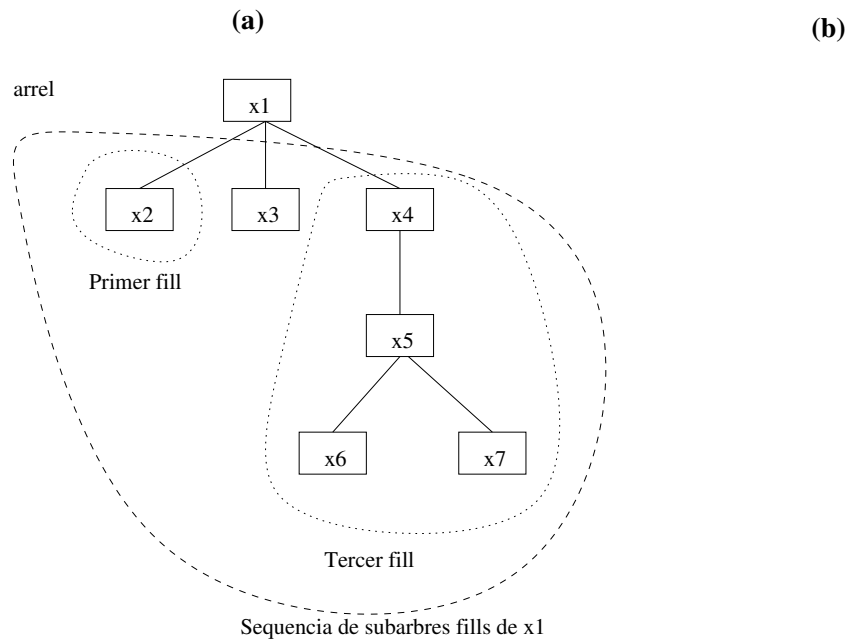 (a)
(b)
arrel
x1
x2
x3
x4
Primer fill
x5
x6
x7
Tercer fill
Sequencia de subarbres fills de x1